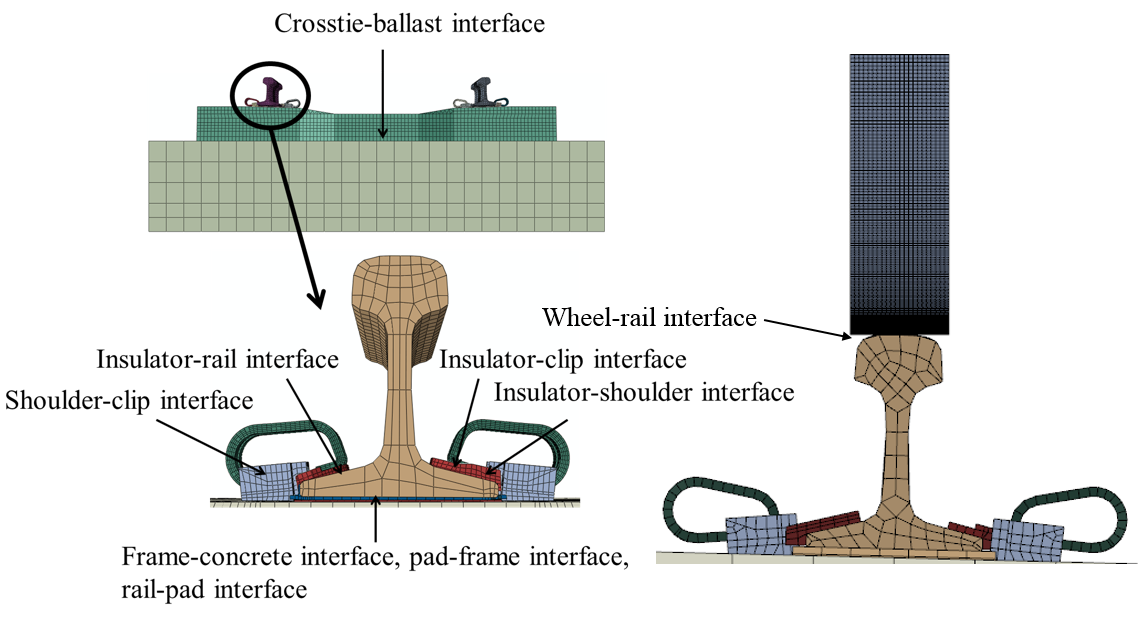 Crosstie-ballast interface
Wheel-rail interface
Insulator-rail interface
Insulator-clip interface
Shoulder-clip interface
Insulator-shoulder interface
Frame-concrete interface, pad-frame interface,
rail-pad interface